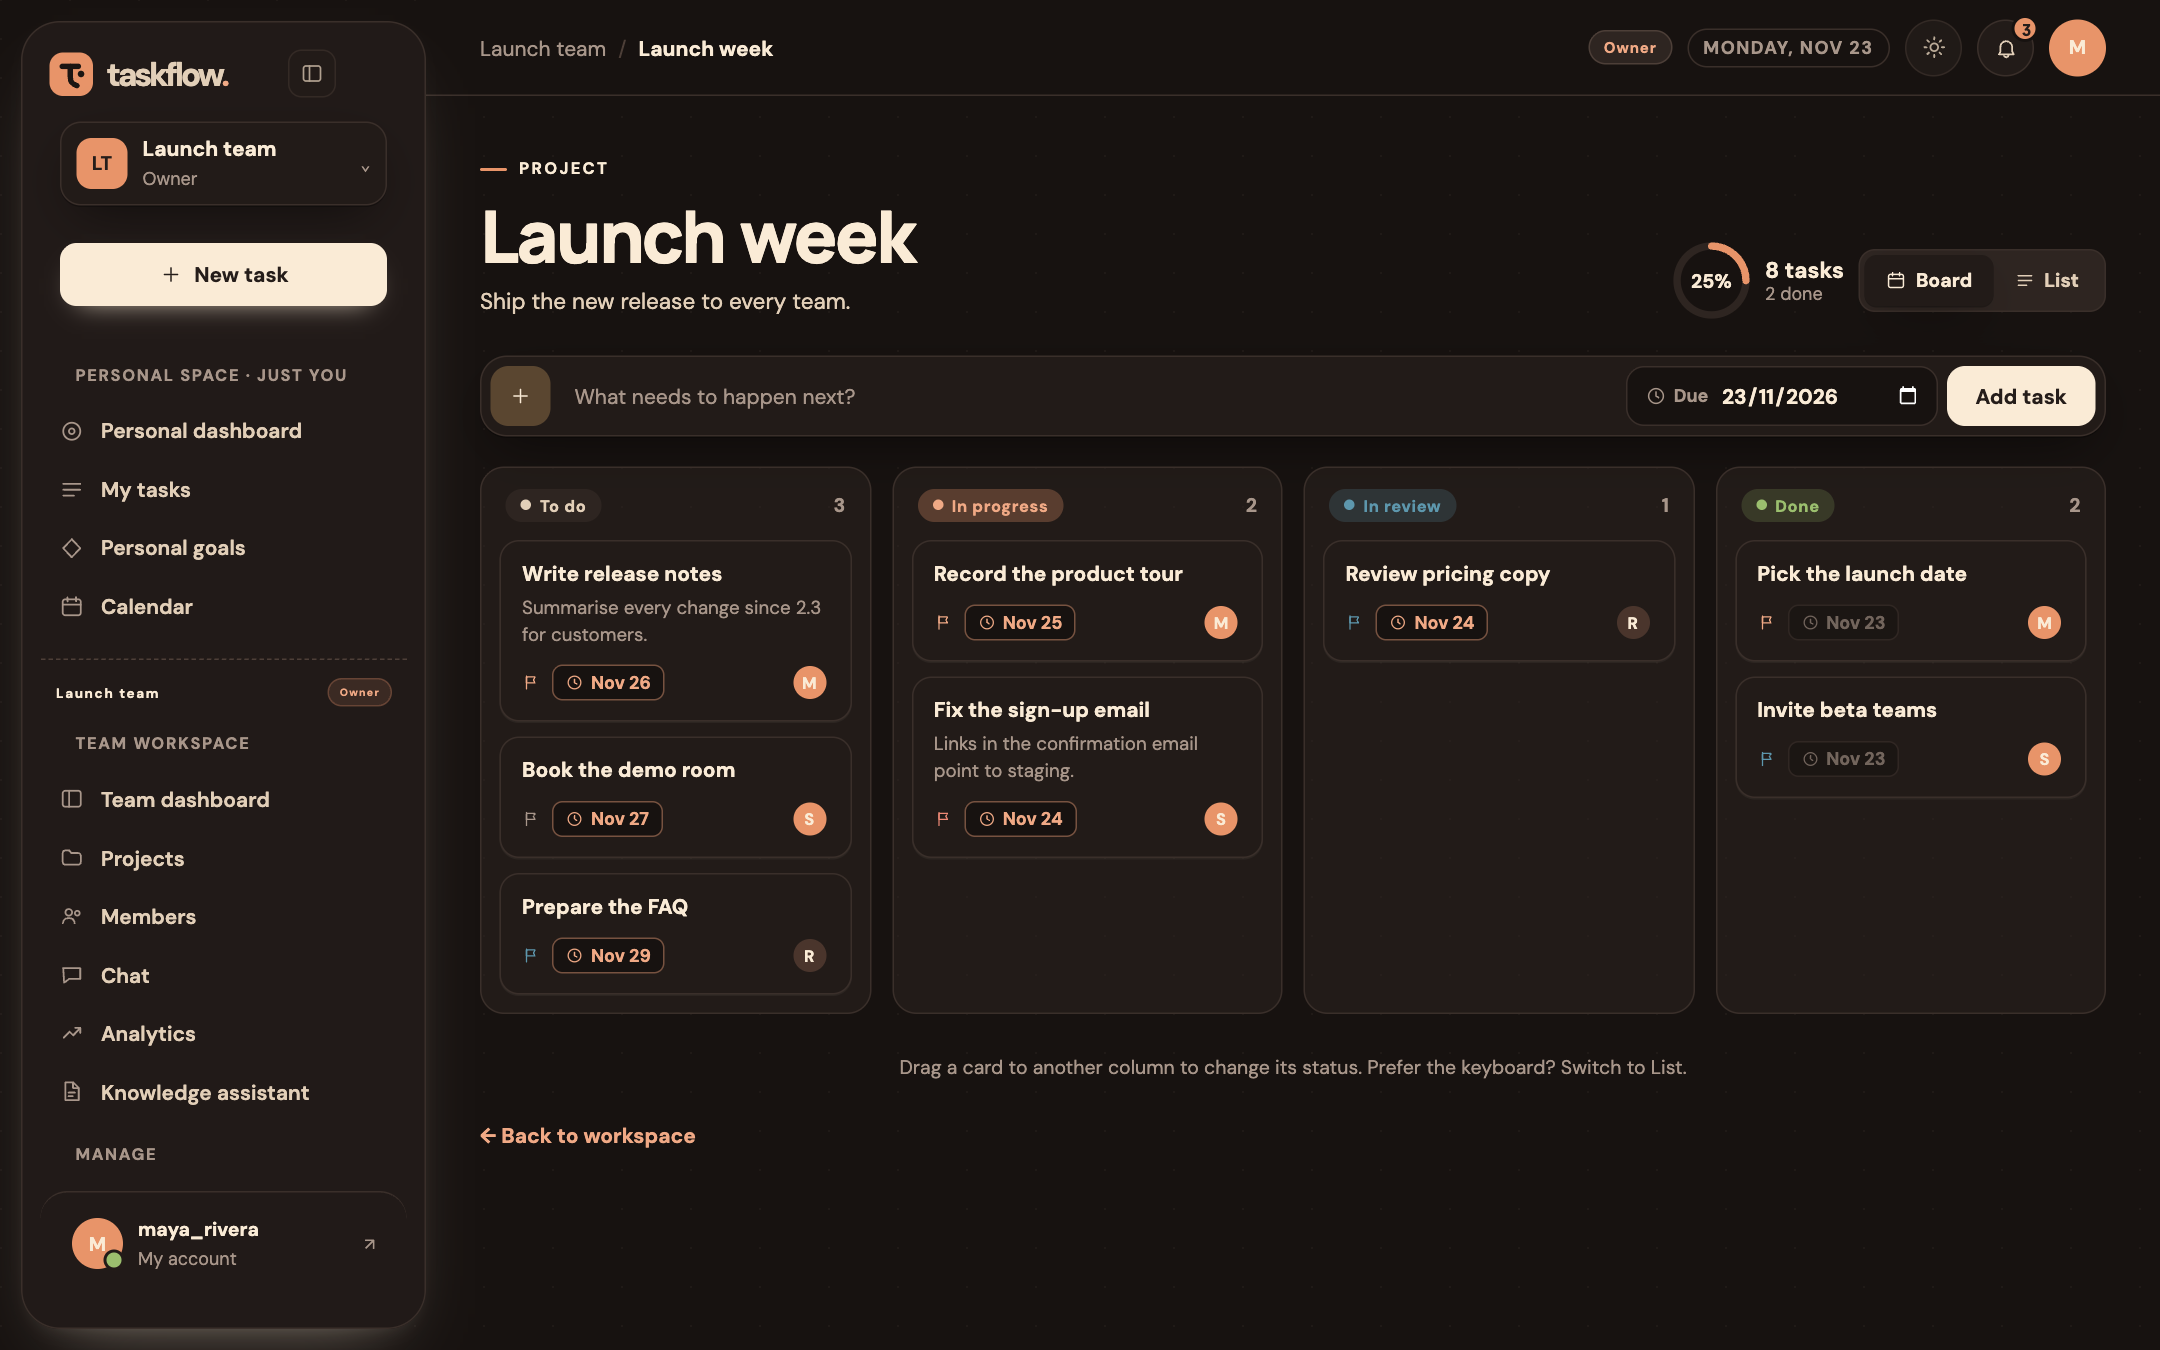 taskflow.
LT
Launch team
Owner
+ New task
PERSONAL SPACE · JUST YOU
Personal dashboard
My tasks
Personal goals
Calendar
Launch team
Owner
TEAM WORKSPACE
Team dashboard
Projects
Members
Chat
Analytics
Knowledge assistant
MANAGE
M
maya_rivera
My account
Launch team / Launch week
Owner
MONDAY, NOV 23
3
M
PROJECT
Launch week
Ship the new release to every team.
25%
8 tasks
2 done
Board
List
+
What needs to happen next?
Due 23/11/2026
Add task
To do
3
Write release notes
Summarise every change since 2.3
for customers.
Nov 26
M
Book the demo room
Nov 27
S
Prepare the FAQ
Nov 29
R
In progress
2
Record the product tour
Nov 25
M
Fix the sign-up email
Links in the confirmation email
point to staging.
Nov 24
S
In review
1
Review pricing copy
Nov 24
R
Done
2
Pick the launch date
Nov 23
M
Invite beta teams
Nov 23
S
Drag a card to another column to change its status. Prefer the keyboard? Switch to List.
← Back to workspace